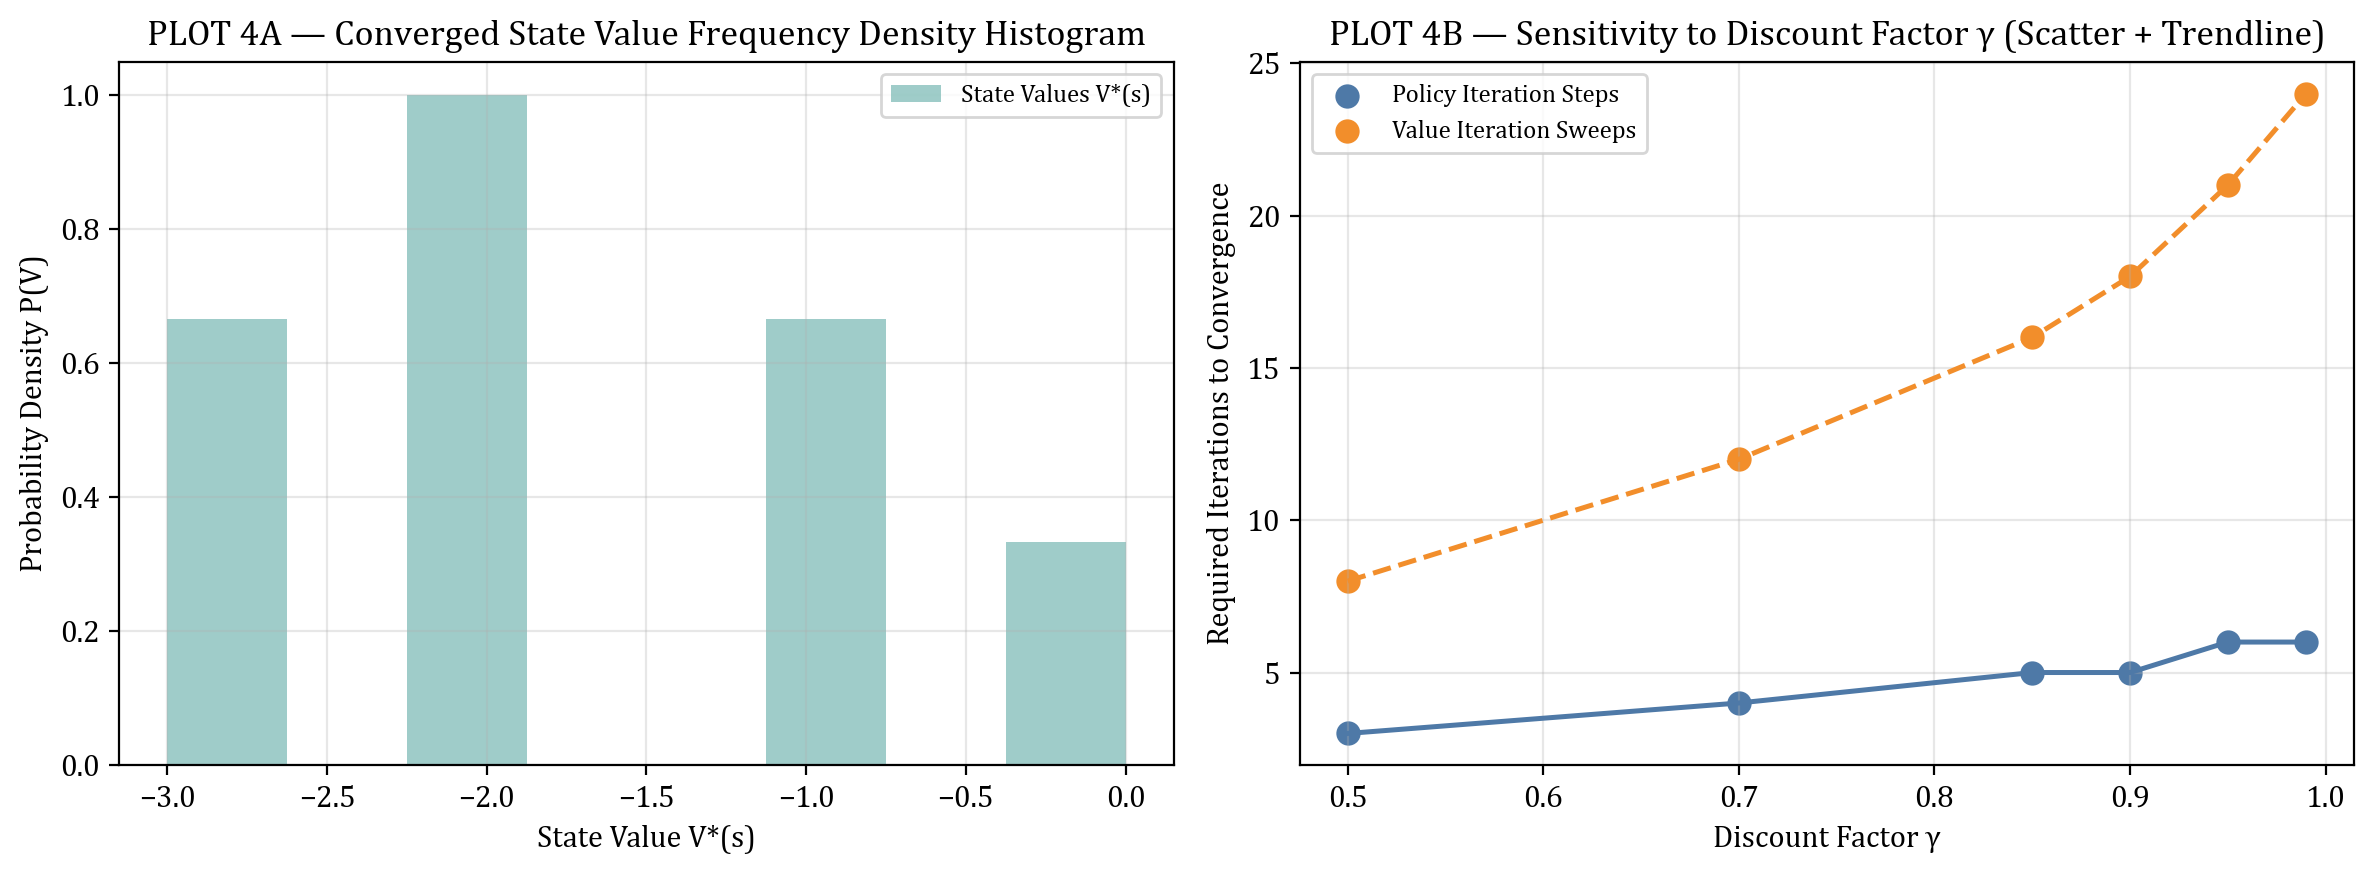 PLOT 4A — Converged State Value Frequency Density Histogram
State Values V*(s)
Probability Density P(V)
1.0
0.8
0.6
0.4
0.2
0.0
−3.0 −2.5 −2.0 −1.5 −1.0 −0.5 0.0
State Value V*(s)
PLOT 4B — Sensitivity to Discount Factor γ (Scatter + Trendline)
Policy Iteration Steps
Value Iteration Sweeps
Required Iterations to Convergence
25
20
15
10
5
0.5 0.6 0.7 0.8 0.9 1.0
Discount Factor γ